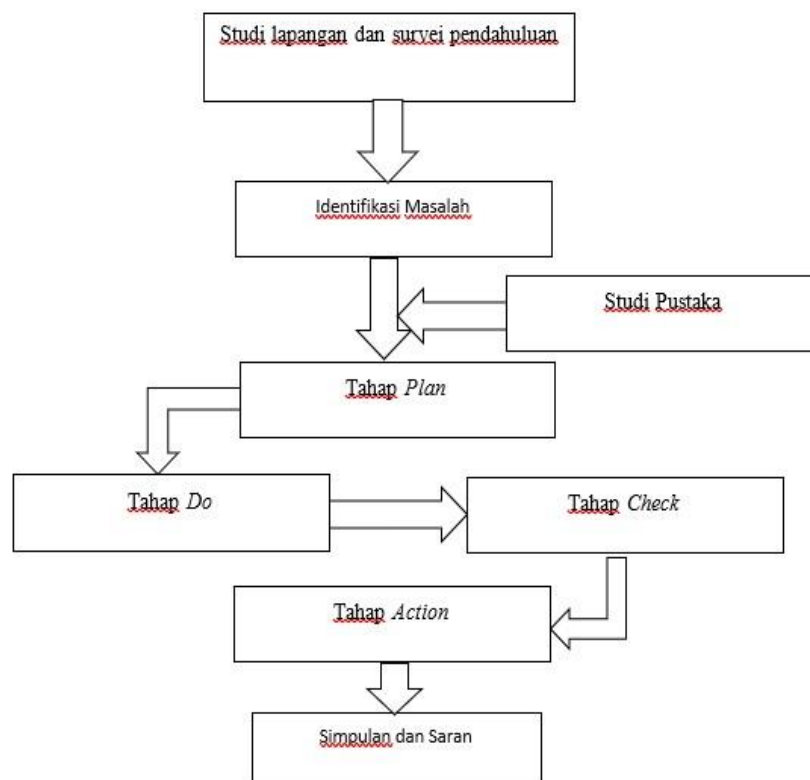 Studi lapangan dan survei pendahuluan
Identifikasi Masalah
Studi Pustaka
Tahap Plan
Tahap Do
Tahap Check
Tahap Action
Simpulan dan Saran